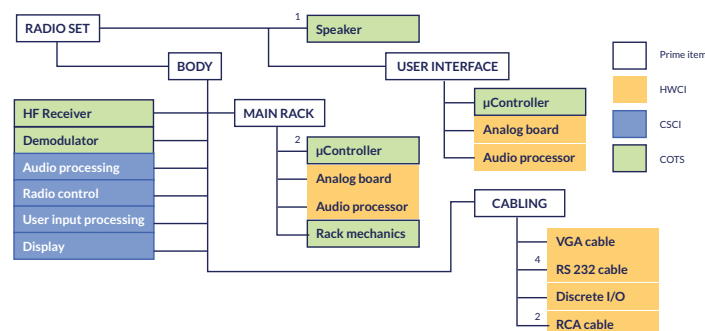 RADIO SET
1
Speaker
BODY
USER INTERFACE
Prime item
HWCI
CSCI
COTS
µController
Analog board
Audio processor
HF Receiver
Demodulator
Audio processing
Radio control
User input processing
Display
MAIN RACK
2
µController
Analog board
Audio processor
Rack mechanics
CABLING
VGA cable
4
RS 232 cable
Discrete I/O
2
RCA cable